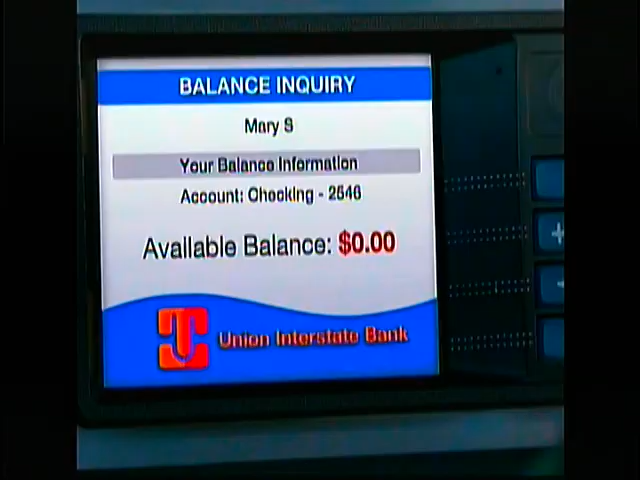 BALANCE INQUIRY
Mary S
Your Balance Information
Account: Checking - 2546
Available Balance: $0.00
Union Interstate Bank